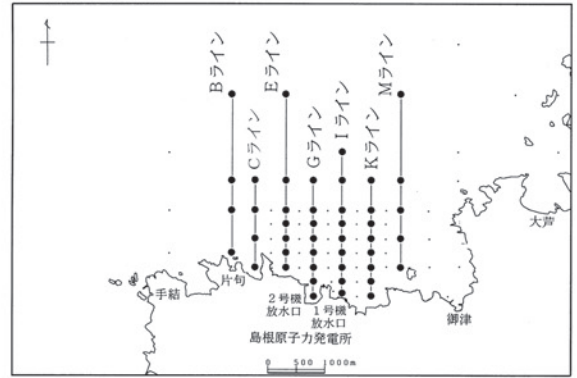 Bライン
Cライン
Eライン
Gライン
Iライン
Kライン
Mライン
大芦
手結
片句
2号機
放水口
1号機
放水口
御津
島根原子力発電所
0 500 1000m